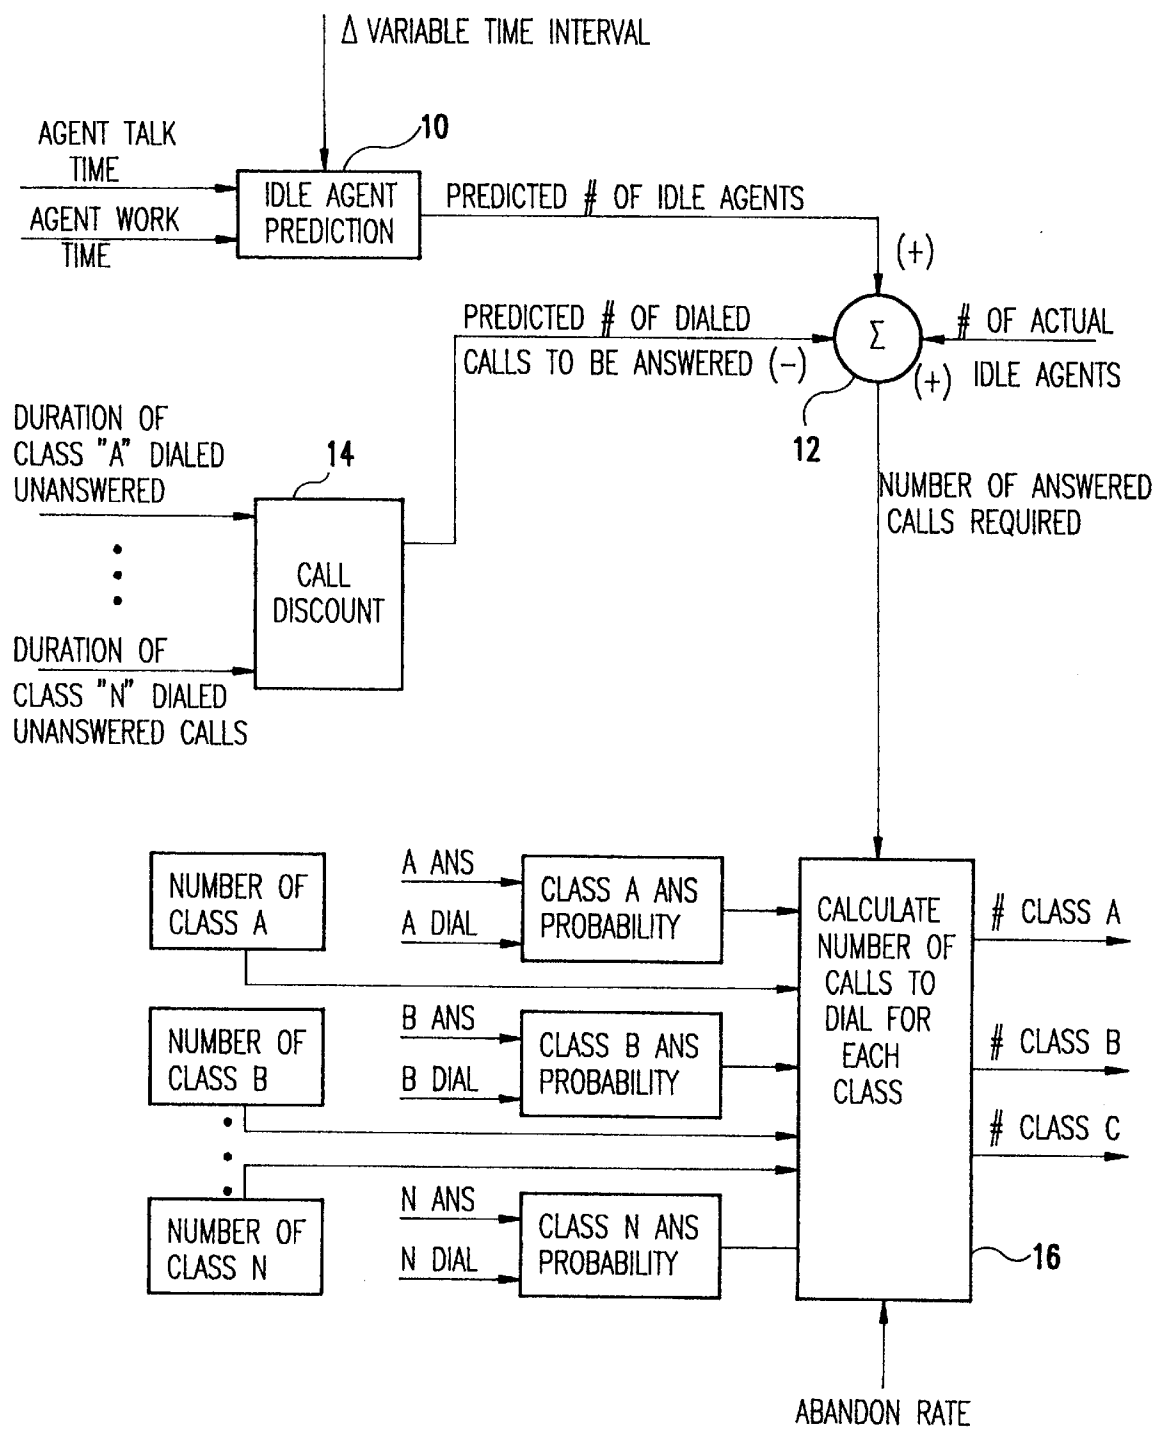 Δ VARIABLE TIME INTERVAL
10
AGENT TALK
TIME
AGENT WORK
TIME
IDLE AGENT
PREDICTION
PREDICTED # OF IDLE AGENTS
(+)
PREDICTED # OF DIALED
CALLS TO BE ANSWERED (-)
Σ
# OF ACTUAL
(+) IDLE AGENTS
12
DURATION OF
CLASS "A" DIALED
UNANSWERED
14
CALL
DISCOUNT
NUMBER OF ANSWERED
CALLS REQUIRED
DURATION OF
CLASS "N" DIALED
UNANSWERED CALLS
NUMBER OF
CLASS A
A ANS
A DIAL
CLASS A ANS
PROBABILITY
CALCULATE
NUMBER OF
CALLS TO
DIAL FOR
EACH
CLASS
# CLASS A
NUMBER OF
CLASS B
B ANS
B DIAL
CLASS B ANS
PROBABILITY
# CLASS B
# CLASS C
NUMBER OF
CLASS N
N ANS
N DIAL
CLASS N ANS
PROBABILITY
16
ABANDON RATE